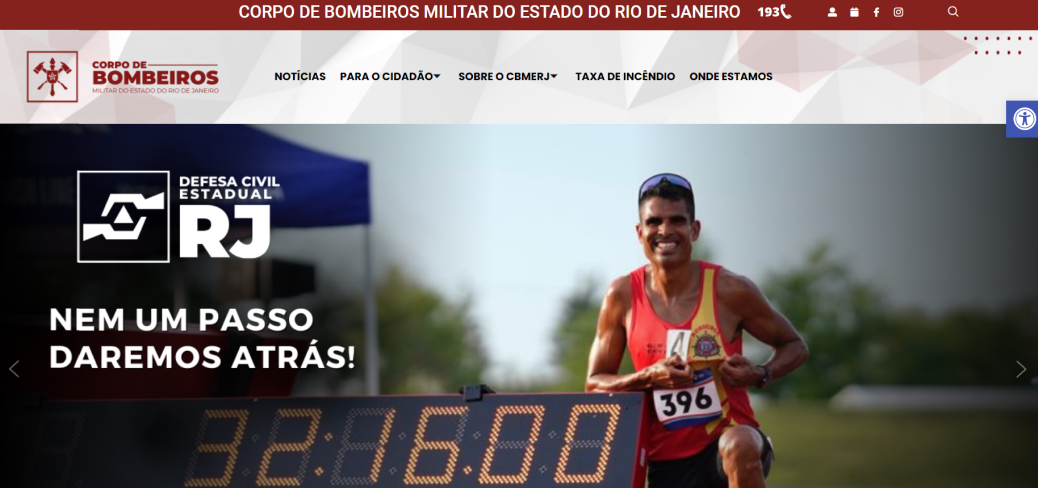 CORPO DE BOMBEIROS MILITAR DO ESTADO DO RIO DE JANEIRO 193
CORPO DE
BOMBEIROS
MILITAR DO ESTADO DO RIO DE JANEIRO
NOTÍCIAS PARA O CIDADÃO SOBRE O CBMERJ TAXA DE INCÊNDIO ONDE ESTAMOS
DEFESA CIVIL
ESTADUAL
RJ
NEM UM PASSO
DAREMOS ATRÁS!
396
32:16.00